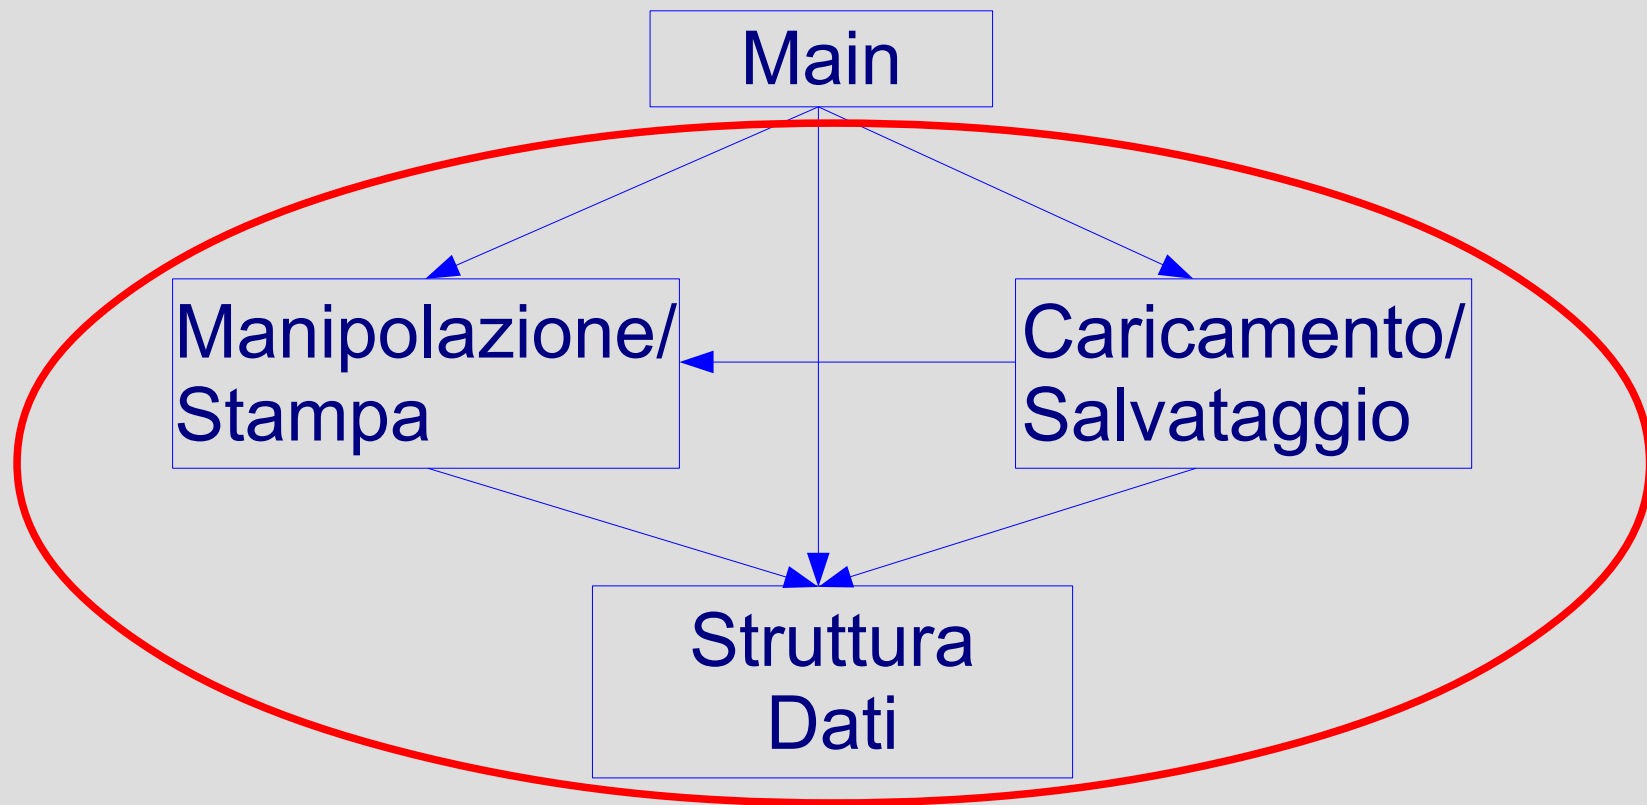 Main
Manipolazione/
Stampa
Caricamento/
Salvataggio
Struttura
Dati